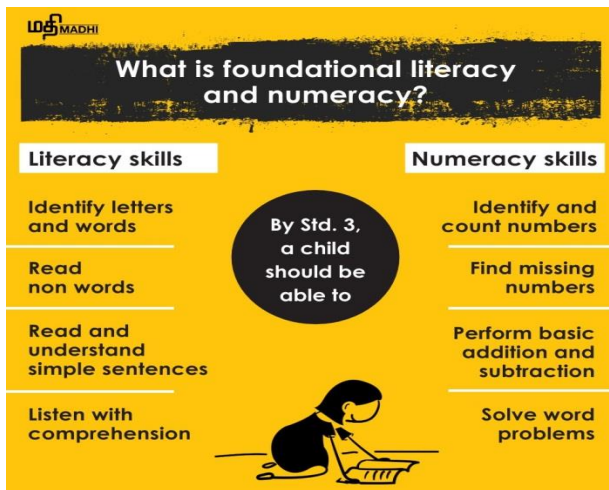 மதி MADHI
What is foundational literacy
and numeracy?
Literacy skills
Identify letters
and words
Read
non words
Read and
understand
simple sentences
Listen with
comprehension
By Std. 3,
a child
should be
able to
Numeracy skills
Identify and
count numbers
Find missing
numbers
Perform basic
addition and
subtraction
Solve word
problems